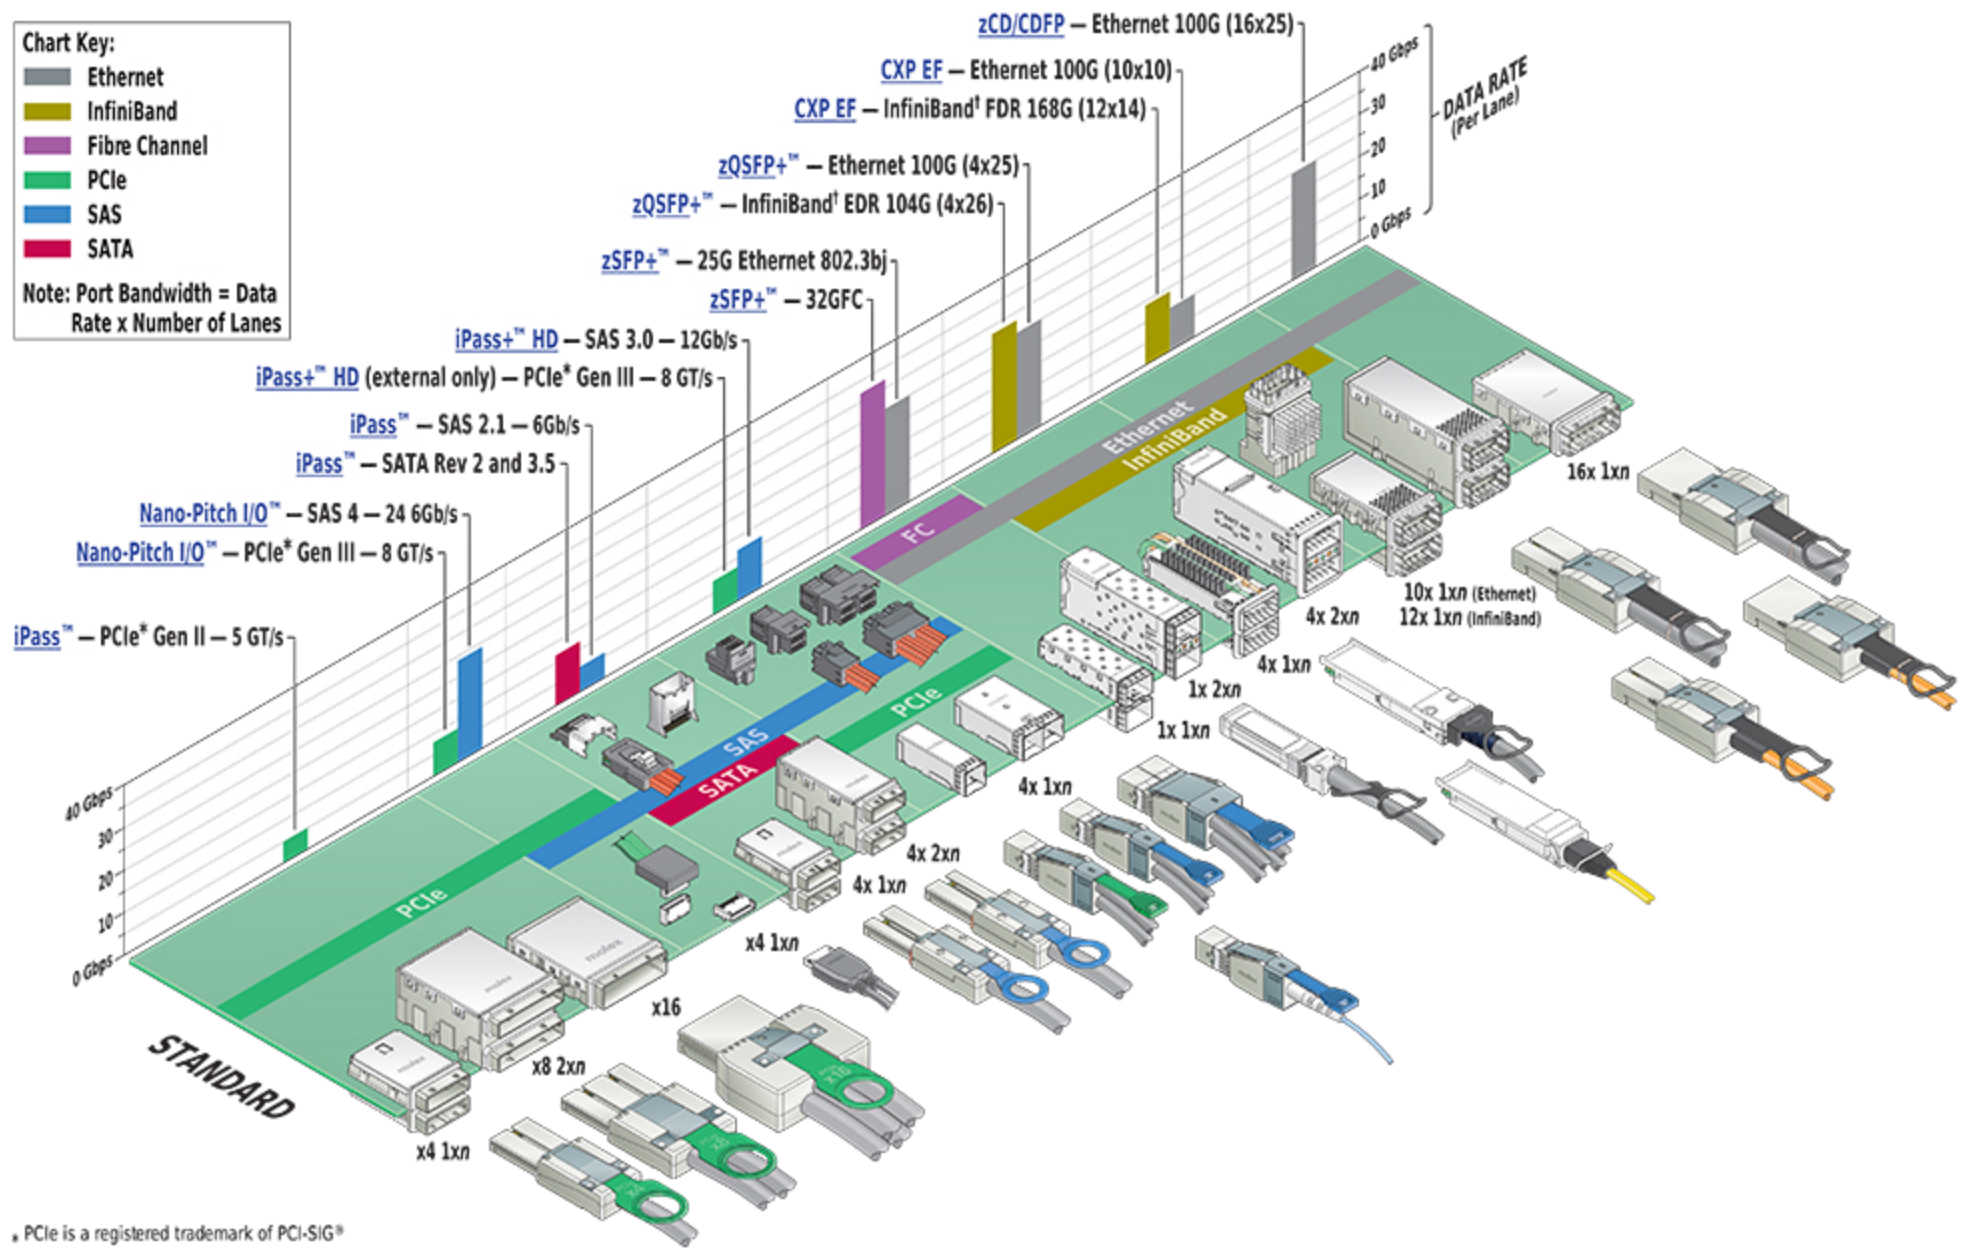 Chart Key:
Ethernet
InfiniBand
Fibre Channel
PCIe
SAS
SATA
Note: Port Bandwidth = Data
Rate x Number of Lanes
zCD/CDFP — Ethernet 100G (16x25)
CXP EF — Ethernet 100G (10x10)
CXP EF — InfiniBand† FDR 168G (12x14)
zQSFP+™ — Ethernet 100G (4x25)
zQSFP+™ — InfiniBand† EDR 104G (4x26)
zSFP+™ — 25G Ethernet 802.3bj
zSFP+™ — 32GFC
iPass+™ HD — SAS 3.0 — 12Gb/s
iPass+™ HD (external only) — PCIe* Gen III — 8 GT/s
iPass™ — SAS 2.1 — 6Gb/s
iPass™ — SATA Rev 2 and 3.5
Nano-Pitch I/O™ — SAS 4 — 24 6Gb/s
Nano-Pitch I/O™ — PCIe* Gen III — 8 GT/s
iPass™ — PCIe* Gen II — 5 GT/s
40 Gbps
30
20
10
0 Gbps
DATA RATE
(Per Lane)
40 Gbps
30
20
10
0 Gbps
Ethernet
InfiniBand
FC
PCIe
SAS
SATA
PCIe
STANDARD
16x 1xn
10x 1xn (Ethernet)
12x 1xn (InfiniBand)
4x 2xn
4x 1xn
1x 2xn
1x 1xn
4x 1xn
4x 2xn
4x 1xn
x4 1xn
x16
x8 2xn
x4 1xn
molex
molex
molex
molex
x16
x8
x4
* PCIe is a registered trademark of PCI-SIG®